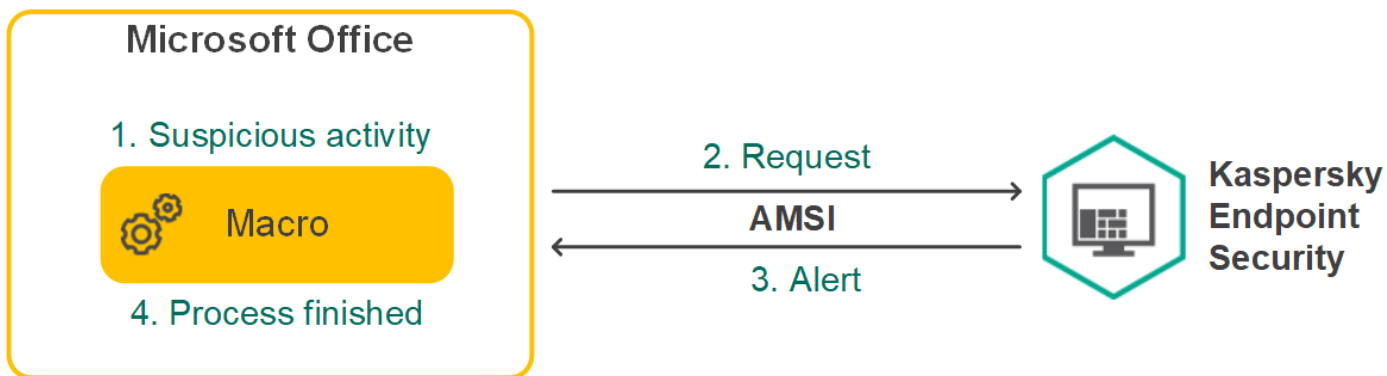 Microsoft Office
1. Suspicious activity
Macro
4. Process finished
2. Request
AMSI
3. Alert
Kaspersky
Endpoint
Security